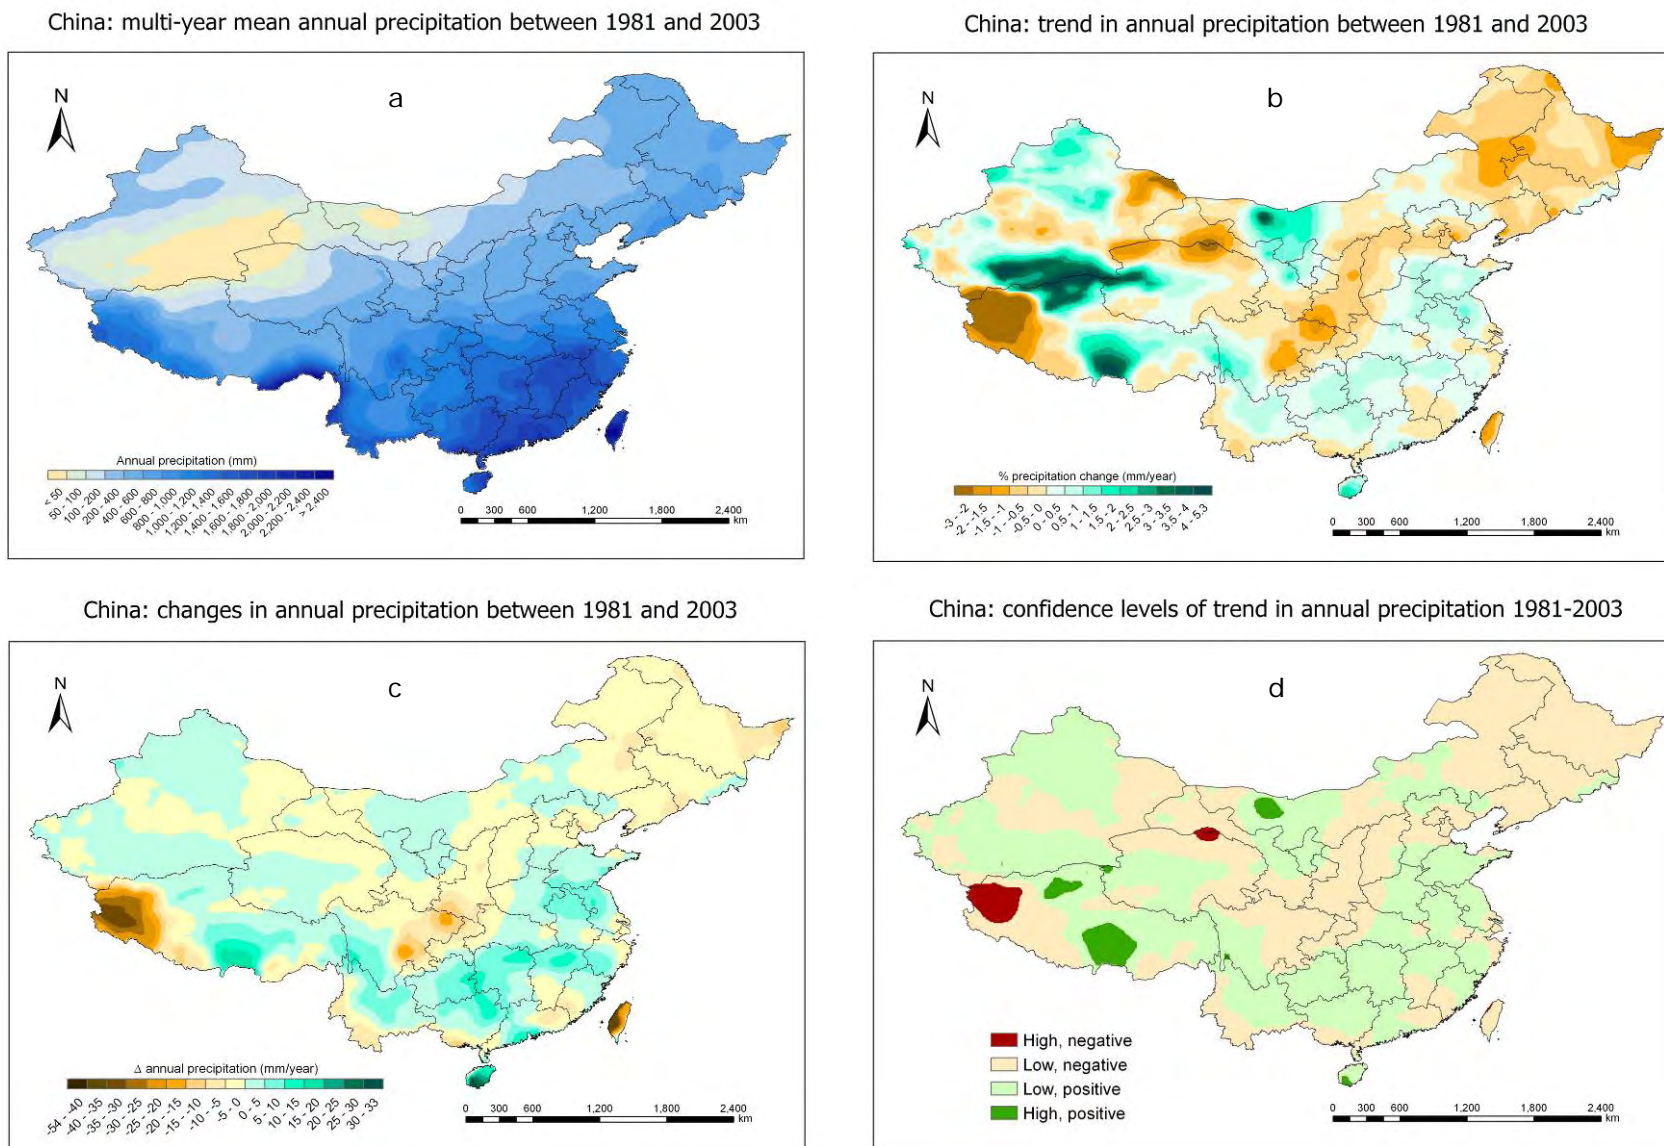 China: multi-year mean annual precipitation between 1981 and 2003
N
a
Annual precipitation (mm)
< 50
50 - 100
100 - 200
200 - 400
400 - 600
600 - 800
800 - 1,000
1,000 - 1,200
1,200 - 1,400
1,400 - 1,600
1,600 - 1,800
1,800 - 2,000
2,000 - 2,200
2,200 - 2,400
> 2,400
0 300 600 1,200 1,800 2,400
km
China: trend in annual precipitation between 1981 and 2003
N
b
% precipitation change (mm/year)
-3 - -2
-2 - -1.5
-1.5 - -1
-1 - -0.5
-0.5 - 0
0 - 0.5
0.5 - 1
1 - 1.5
1.5 - 2
2 - 2.5
2.5 - 3
3 - 3.5
3.5 - 4
4 - 5.3
0 300 600 1,200 1,800 2,400
km
China: changes in annual precipitation between 1981 and 2003
N
c
Δ annual precipitation (mm/year)
-54 - -40
-40 - -35
-35 - -30
-30 - -25
-25 - -20
-20 - -15
-15 - -10
-10 - -5
-5 - 0
0 - 5
5 - 10
10 - 15
15 - 20
20 - 25
25 - 30
30 - 33
0 300 600 1,200 1,800 2,400
km
China: confidence levels of trend in annual precipitation 1981-2003
N
d
High, negative
Low, negative
Low, positive
High, positive
0 300 600 1,200 1,800 2,400
km